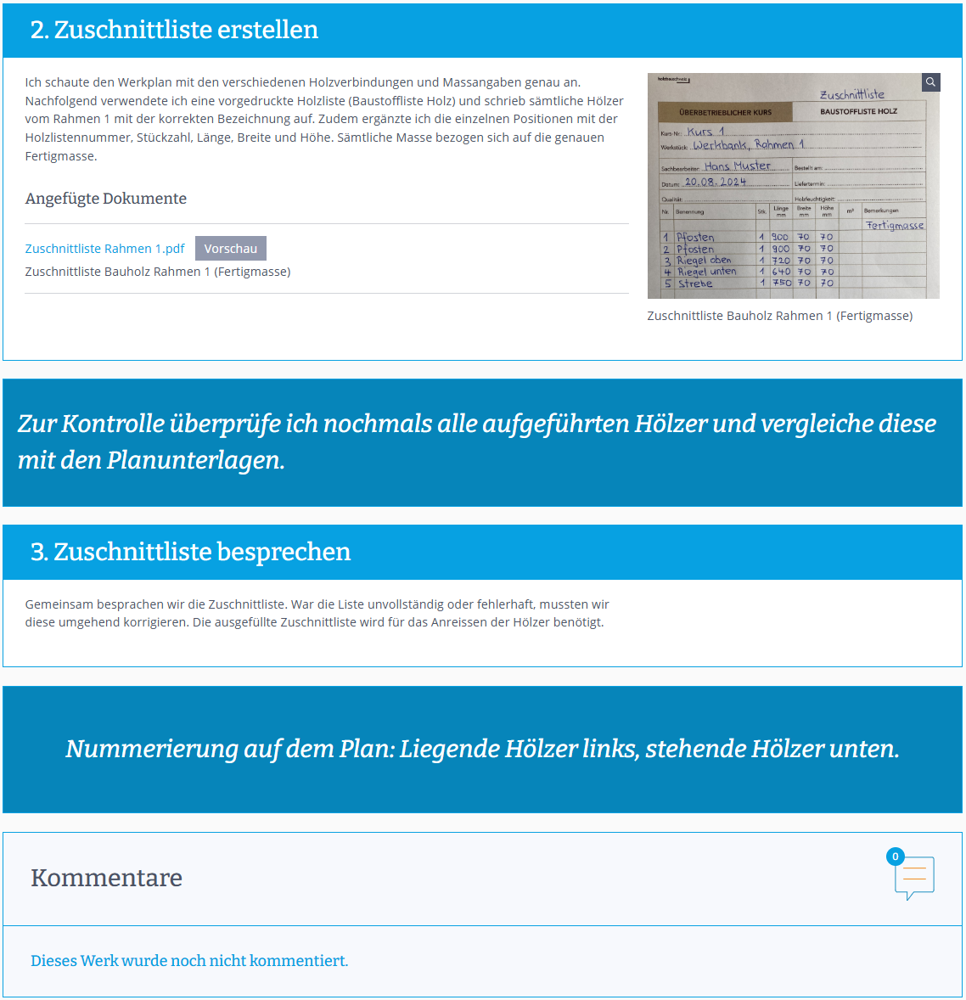 2. Zuschnittliste erstellen
Ich schaute den Werkplan mit den verschiedenen Holzverbindungen und Massangaben genau an.
Nachfolgend verwendete ich eine vorgedruckte Holzliste (Baustoffliste Holz) und schrieb sämtliche Hölzer
vom Rahmen 1 mit der korrekten Bezeichnung auf. Zudem ergänzte ich die einzelnen Positionen mit der
Holzlistennummer, Stückzahl, Länge, Breite und Höhe. Sämtliche Masse bezogen sich auf die genauen
Fertigmasse.
Angefügte Dokumente
Zuschnittliste Rahmen 1.pdf Vorschau
Zuschnittliste Bauholz Rahmen 1 (Fertigmasse)
holzbauschweiz
Zuschnittliste
ÜBERBETRIEBLICHER KURS BAUSTOFFLISTE HOLZ
Kurs-Nr.: Kurs 1
Werkstück: Werkbank, Rahmen 1
Sachbearbeiter: Hans Muster Bestellt am:
Datum: 20.08.2024 Liefertermin:
Qualität: Holzfeuchtigkeit:
Nr. Benennung Stk. Länge mm Breite mm Höhe mm m³ Bemerkungen
Fertigmasse
1 Pfosten 1 900 70 70
2 Pfosten 1 900 70 70
3 Riegel oben 1 720 70 70
4 Riegel unten 1 640 70 70
5 Strebe 1 750 70 70
Zuschnittliste Bauholz Rahmen 1 (Fertigmasse)
Zur Kontrolle überprüfe ich nochmals alle aufgeführten Hölzer und vergleiche diese
mit den Planunterlagen.
3. Zuschnittliste besprechen
Gemeinsam besprachen wir die Zuschnittliste. War die Liste unvollständig oder fehlerhaft, mussten wir
diese umgehend korrigieren. Die ausgefüllte Zuschnittliste wird für das Anreissen der Hölzer benötigt.
Nummerierung auf dem Plan: Liegende Hölzer links, stehende Hölzer unten.
Kommentare
0
Dieses Werk wurde noch nicht kommentiert.